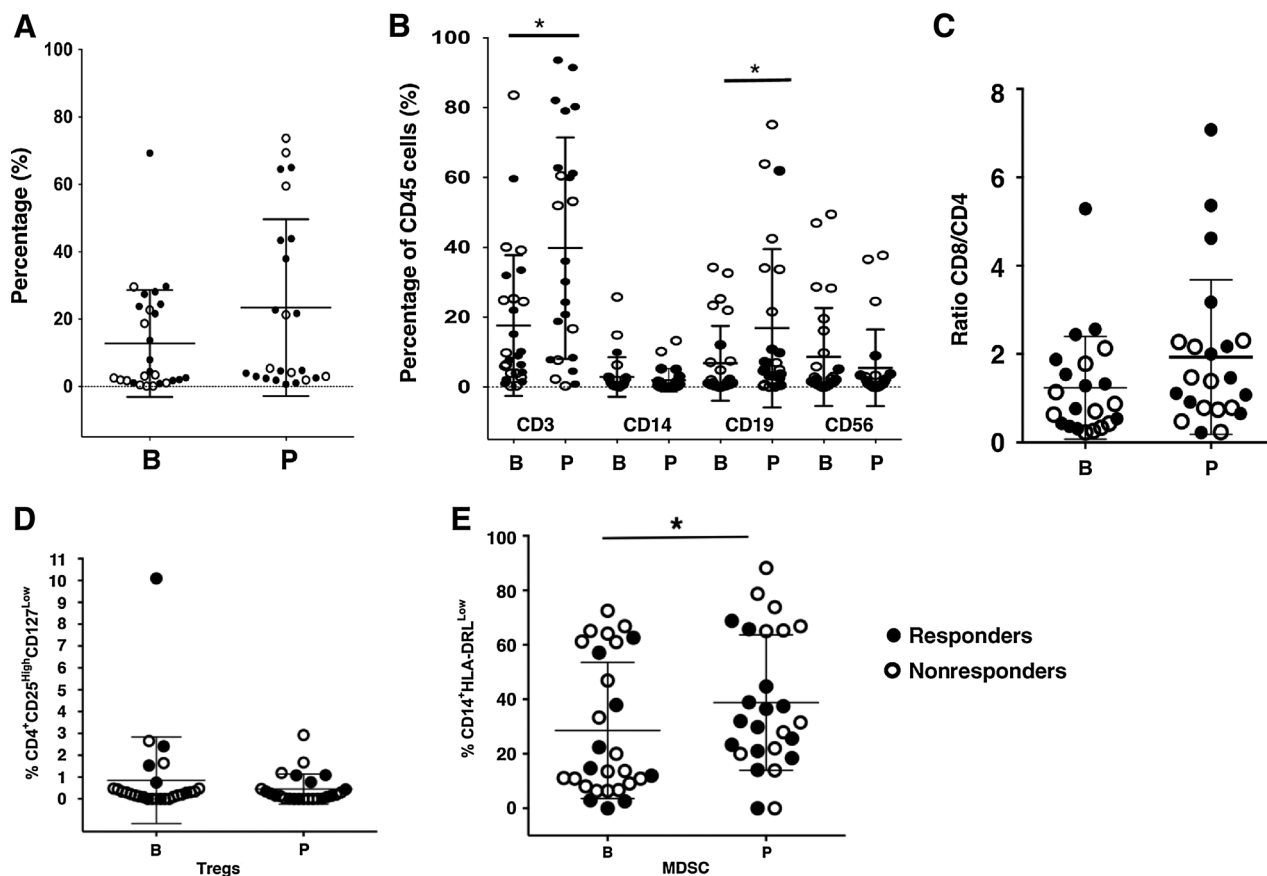 A
Percentage (%)
100
80
60
40
20
0
B P
B
Percentage of CD45 cells (%)
100
80
60
40
20
0
*
*
CD3 CD14 CD19 CD56
B P B P B P B P
C
Ratio CD8/CD4
8
6
4
2
0
B P
D
% CD4+CD25HighCD127Low
11
10
9
8
7
6
5
4
3
2
1
0
B P
Tregs
E
% CD14+HLA-DRLLow
100
80
60
40
20
0
*
B P
MDSC
Responders
Nonresponders